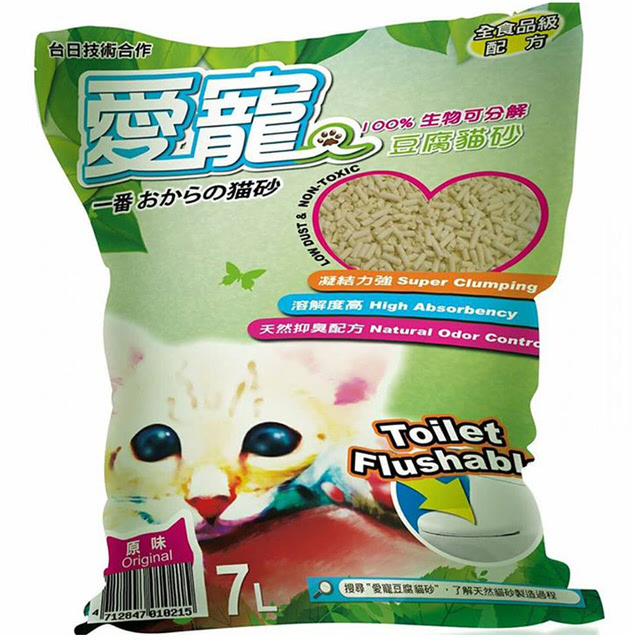 台日技術合作
全食品級
配方
愛寵
100% 生物可分解
豆腐貓砂
一番 おからの猫砂
LOW DUST & NON-TOXIC
凝結力強 Super Clumping
溶解度高 High Absorbency
天然抑臭配方 Natural Odor Contro
Toilet
Flushabl
原味
Original
7L
4 712847 010215
搜尋"愛寵豆腐貓砂"，了解天然貓砂製造過程